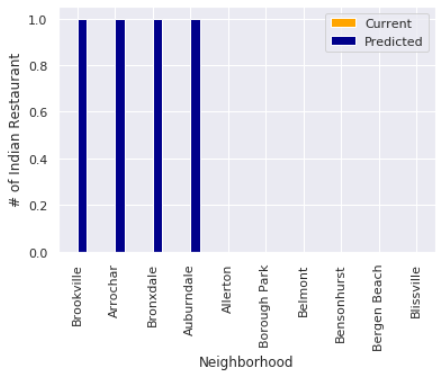 # of Indian Restaurant
1.0
0.8
0.6
0.4
0.2
0.0
Current
Predicted
Brookville
Arrochar
Bronxdale
Auburndale
Allerton
Borough Park
Belmont
Bensonhurst
Bergen Beach
Blissville
Neighborhood